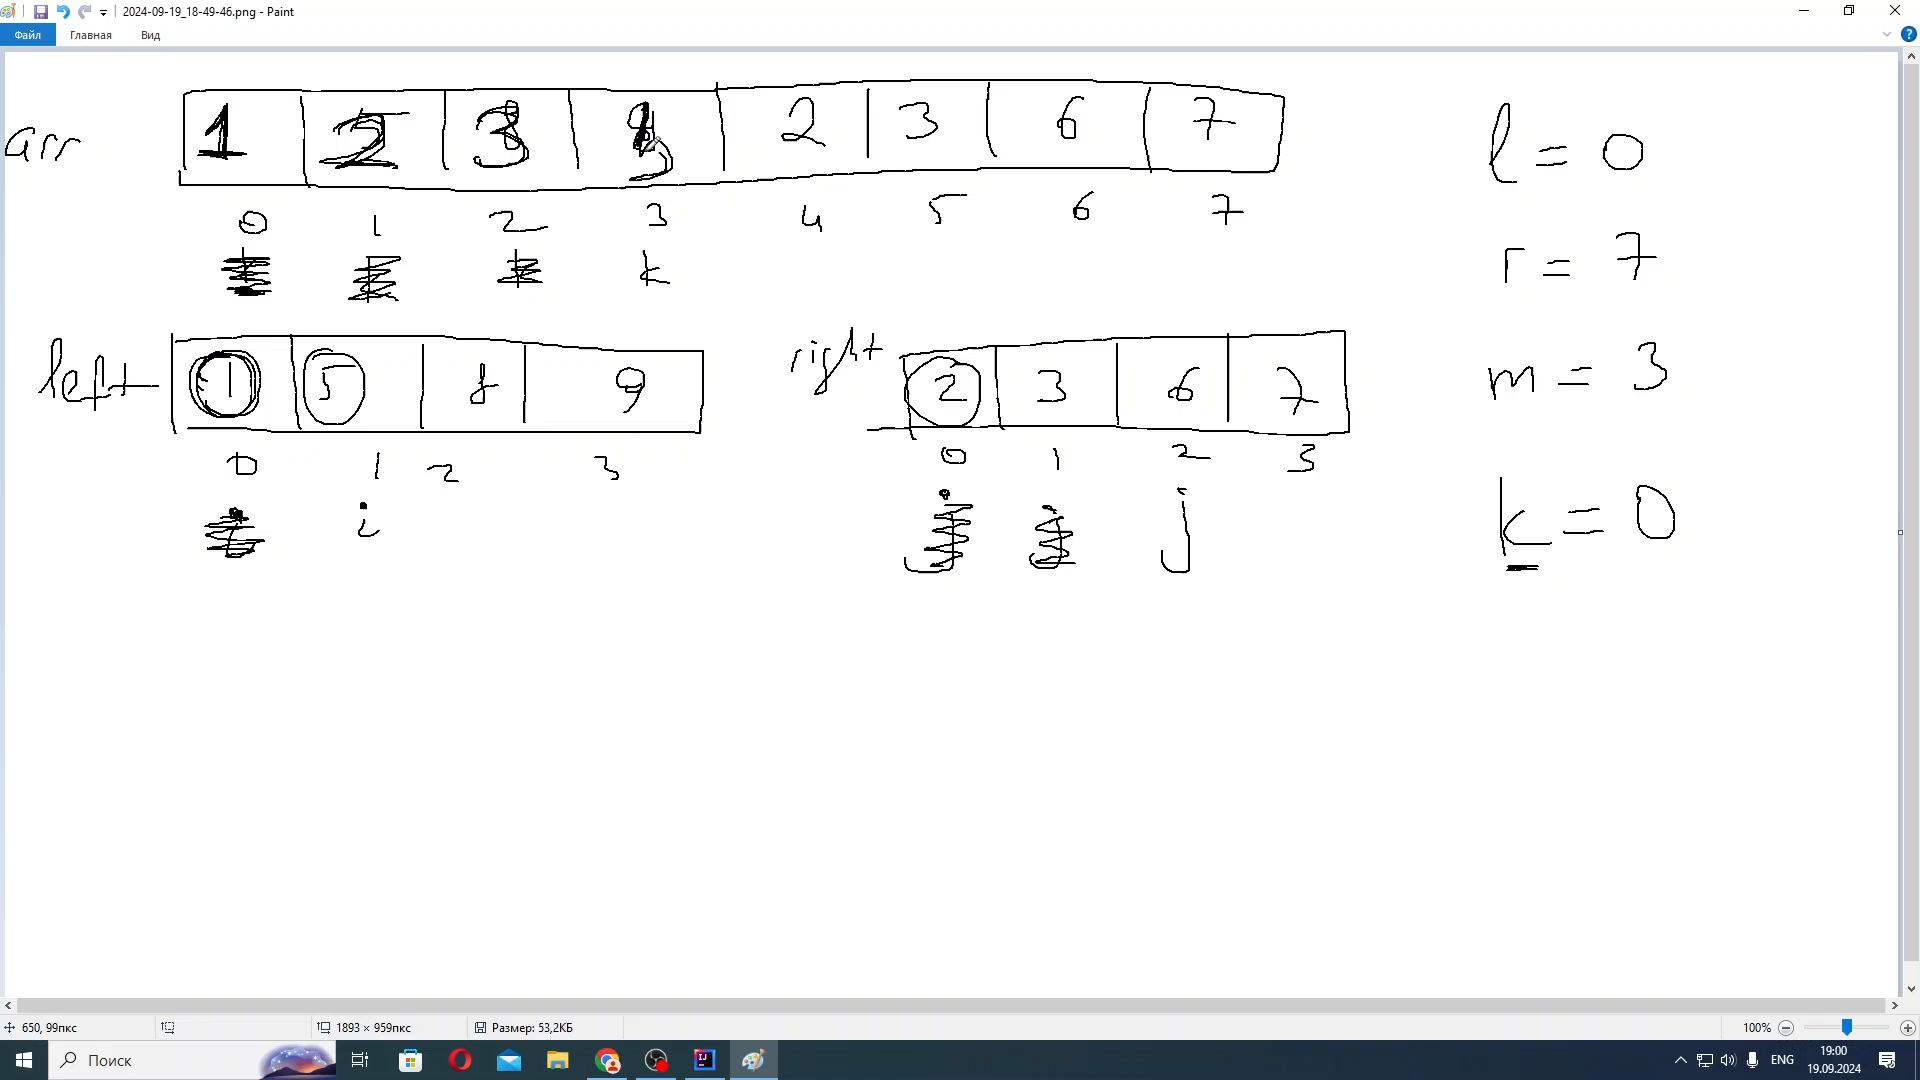 2024-09-19_18-49-46.png - Paint
Файл Главная Вид
arr 1 2 3 2 3 6 7
0 1 2 3 4 5 6 7
k
l = 0
r = 7
m = 3
k = 0
left 1 5 8 9
0 1 2 3
i
right 2 3 6 7
0 1 2 3
j
650, 99пкс 1893 × 959пкс Размер: 53,2КБ 100%
Поиск ENG 19:00
19.09.2024